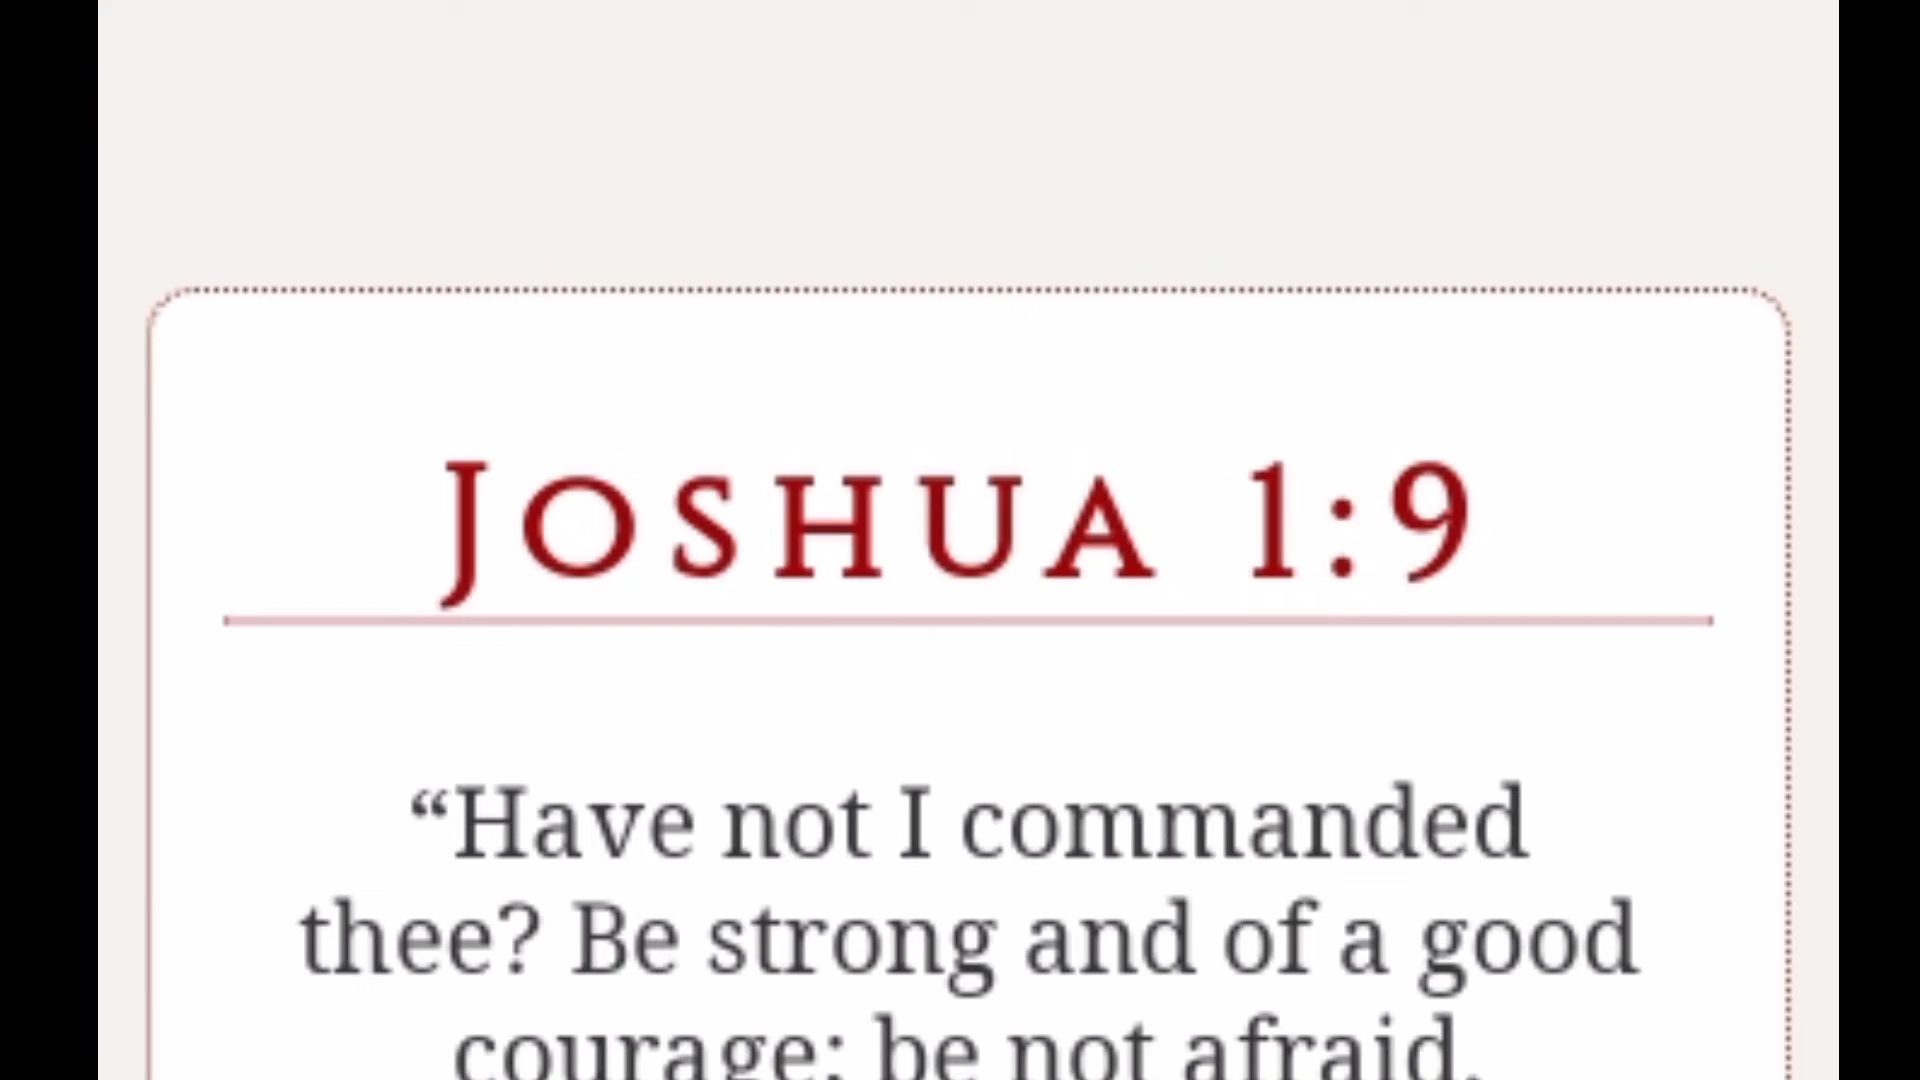 Joshua 1:9
“Have not I commanded
thee? Be strong and of a good
courage; be not afraid,